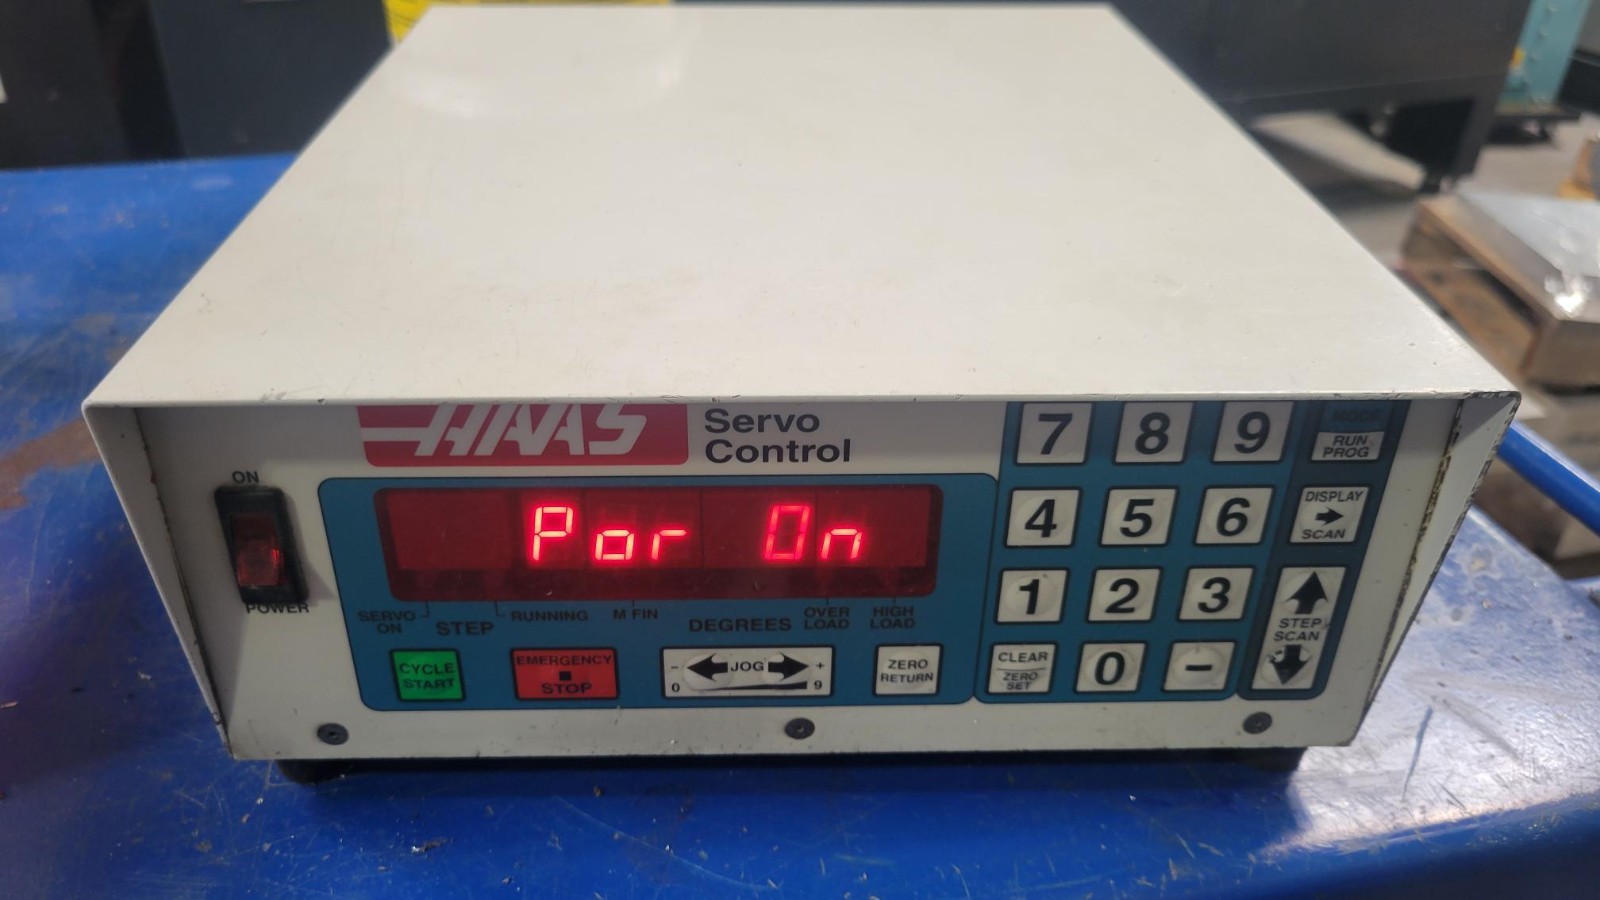 HAAS
Servo
Control
Por On
ON
POWER
SERVO ON
STEP
RUNNING
M FIN
DEGREES
OVER LOAD
HIGH LOAD
CYCLE
START
EMERGENCY
STOP
- JOG +
0 9
ZERO
RETURN
7 8 9
4 5 6
1 2 3
CLEAR
ZERO
SET
0 -
MODE
RUN
PROG
DISPLAY
SCAN
STEP
SCAN